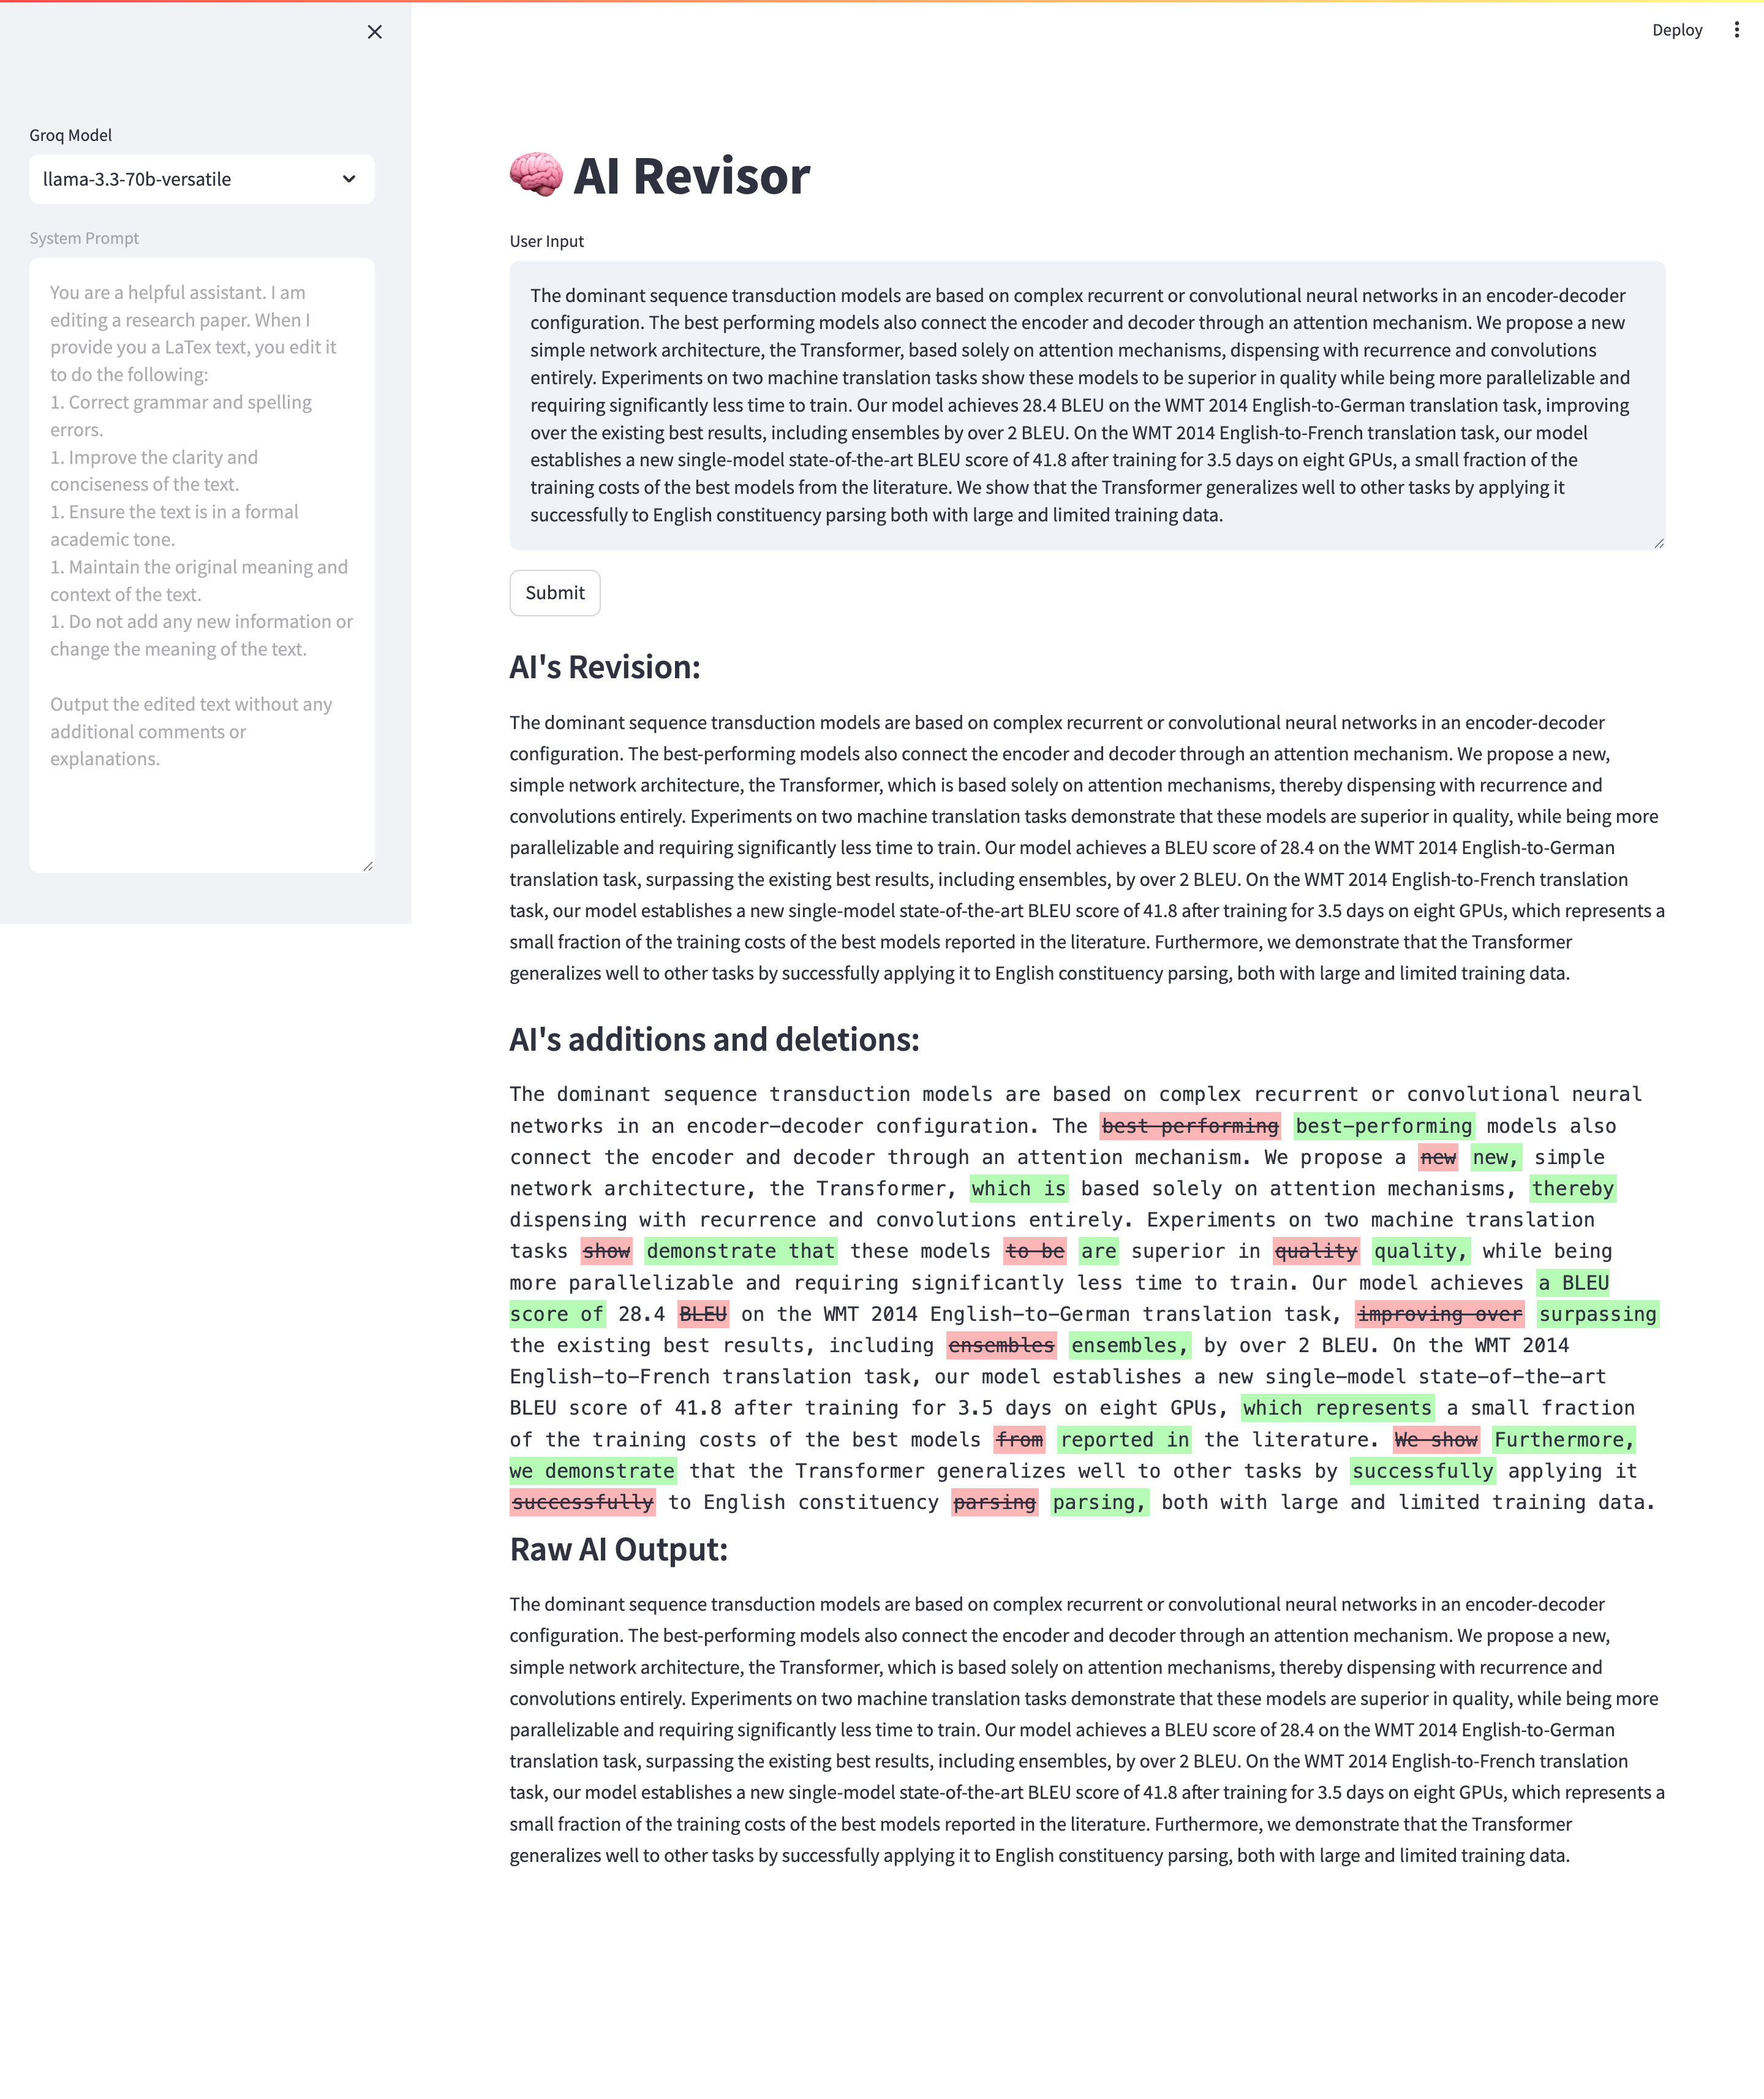 Deploy
Groq Model
llama-3.3-70b-versatile
System Prompt
You are a helpful assistant. I am
editing a research paper. When I
provide you a LaTex text, you edit it
to do the following:
1. Correct grammar and spelling
errors.
1. Improve the clarity and
conciseness of the text.
1. Ensure the text is in a formal
academic tone.
1. Maintain the original meaning and
context of the text.
1. Do not add any new information or
change the meaning of the text.
Output the edited text without any
additional comments or
explanations.
AI Revisor
User Input
The dominant sequence transduction models are based on complex recurrent or convolutional neural networks in an encoder-decoder
configuration. The best performing models also connect the encoder and decoder through an attention mechanism. We propose a new
simple network architecture, the Transformer, based solely on attention mechanisms, dispensing with recurrence and convolutions
entirely. Experiments on two machine translation tasks show these models to be superior in quality while being more parallelizable and
requiring significantly less time to train. Our model achieves 28.4 BLEU on the WMT 2014 English-to-German translation task, improving
over the existing best results, including ensembles by over 2 BLEU. On the WMT 2014 English-to-French translation task, our model
establishes a new single-model state-of-the-art BLEU score of 41.8 after training for 3.5 days on eight GPUs, a small fraction of the
training costs of the best models from the literature. We show that the Transformer generalizes well to other tasks by applying it
successfully to English constituency parsing both with large and limited training data.
Submit
AI's Revision:
The dominant sequence transduction models are based on complex recurrent or convolutional neural networks in an encoder-decoder
configuration. The best-performing models also connect the encoder and decoder through an attention mechanism. We propose a new,
simple network architecture, the Transformer, which is based solely on attention mechanisms, thereby dispensing with recurrence and
convolutions entirely. Experiments on two machine translation tasks demonstrate that these models are superior in quality, while being more
parallelizable and requiring significantly less time to train. Our model achieves a BLEU score of 28.4 on the WMT 2014 English-to-German
translation task, surpassing the existing best results, including ensembles, by over 2 BLEU. On the WMT 2014 English-to-French translation
task, our model establishes a new single-model state-of-the-art BLEU score of 41.8 after training for 3.5 days on eight GPUs, which represents a
small fraction of the training costs of the best models reported in the literature. Furthermore, we demonstrate that the Transformer
generalizes well to other tasks by successfully applying it to English constituency parsing, both with large and limited training data.
AI's additions and deletions:
The dominant sequence transduction models are based on complex recurrent or convolutional neural
networks in an encoder-decoder configuration. The best performing best-performing models also
connect the encoder and decoder through an attention mechanism. We propose a new new, simple
network architecture, the Transformer, which is based solely on attention mechanisms, thereby
dispensing with recurrence and convolutions entirely. Experiments on two machine translation
tasks show demonstrate that these models to be are superior in quality quality, while being
more parallelizable and requiring significantly less time to train. Our model achieves a BLEU
score of 28.4 BLEU on the WMT 2014 English-to-German translation task, improving over surpassing
the existing best results, including ensembles ensembles, by over 2 BLEU. On the WMT 2014
English-to-French translation task, our model establishes a new single-model state-of-the-art
BLEU score of 41.8 after training for 3.5 days on eight GPUs, which represents a small fraction
of the training costs of the best models from reported in the literature. We show Furthermore,
we demonstrate that the Transformer generalizes well to other tasks by successfully applying it
successfully to English constituency parsing parsing, both with large and limited training data.
Raw AI Output:
The dominant sequence transduction models are based on complex recurrent or convolutional neural networks in an encoder-decoder
configuration. The best-performing models also connect the encoder and decoder through an attention mechanism. We propose a new,
simple network architecture, the Transformer, which is based solely on attention mechanisms, thereby dispensing with recurrence and
convolutions entirely. Experiments on two machine translation tasks demonstrate that these models are superior in quality, while being more
parallelizable and requiring significantly less time to train. Our model achieves a BLEU score of 28.4 on the WMT 2014 English-to-German
translation task, surpassing the existing best results, including ensembles, by over 2 BLEU. On the WMT 2014 English-to-French translation
task, our model establishes a new single-model state-of-the-art BLEU score of 41.8 after training for 3.5 days on eight GPUs, which represents a
small fraction of the training costs of the best models reported in the literature. Furthermore, we demonstrate that the Transformer
generalizes well to other tasks by successfully applying it to English constituency parsing, both with large and limited training data.